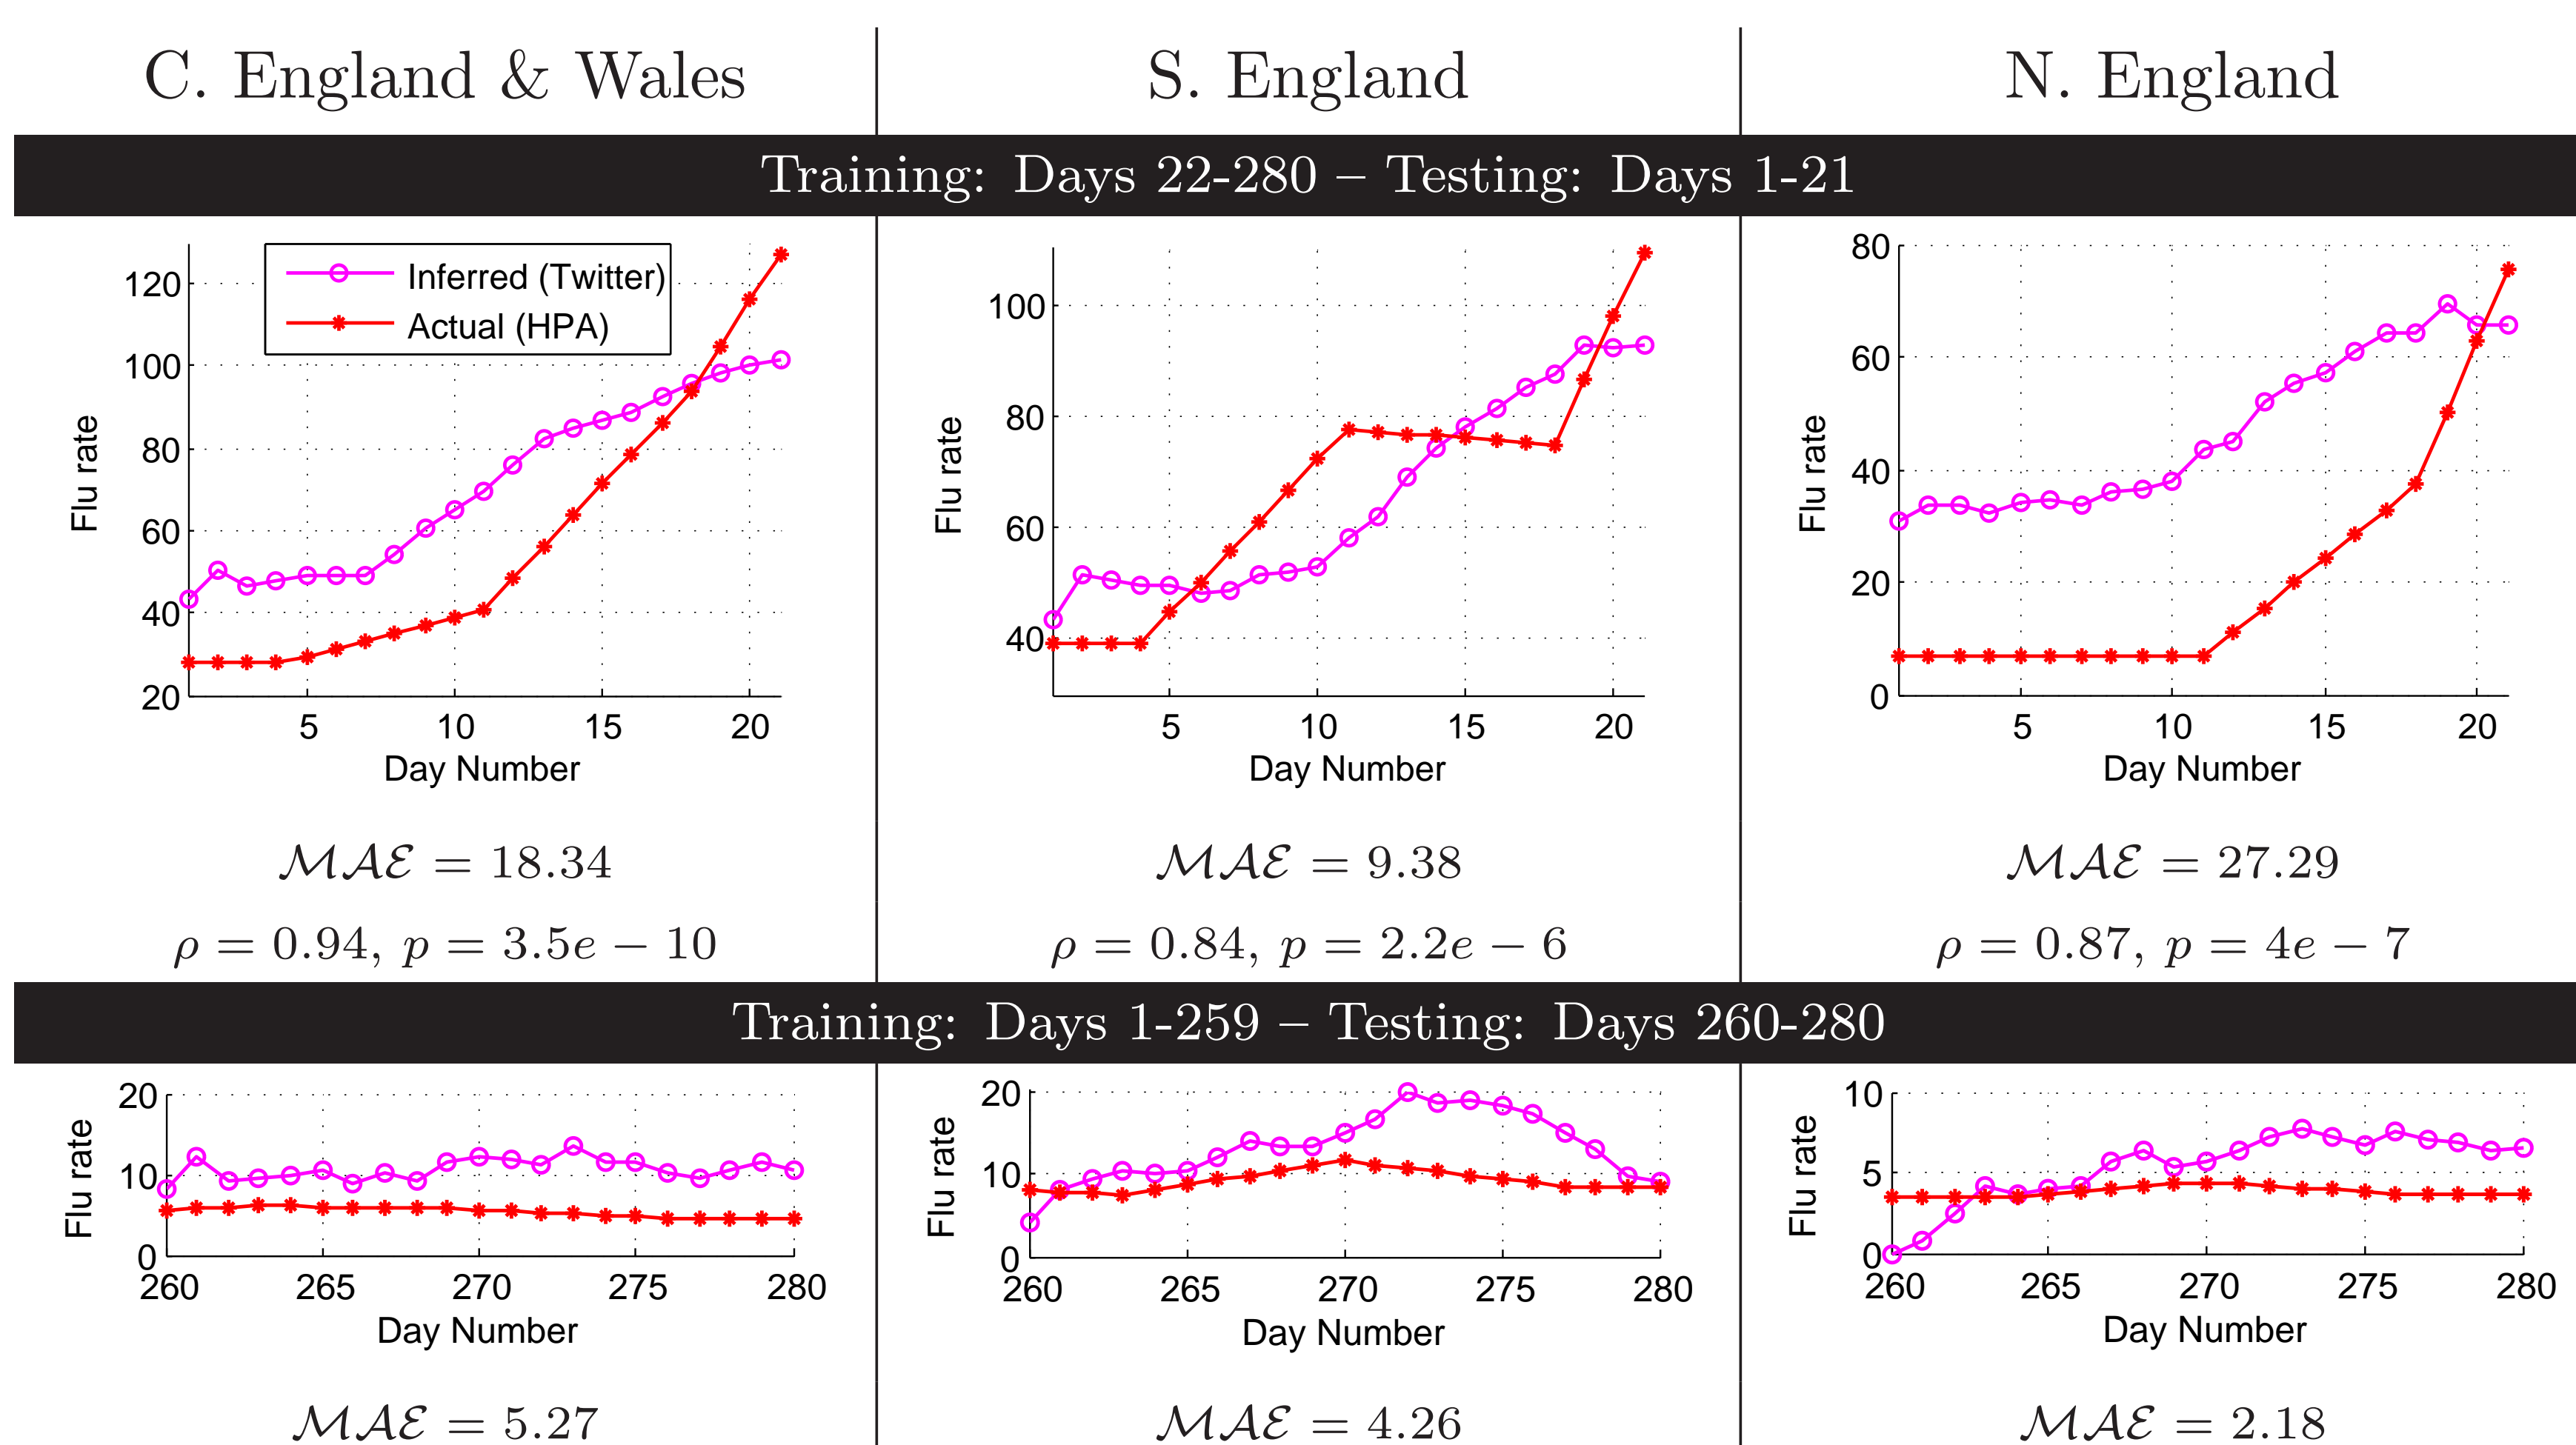 C. England & Wales
S. England
N. England
Training: Days 22-280 – Testing: Days 1-21
120
100
80
60
40
20
Flu rate
Inferred (Twitter)
Actual (HPA)
5 10 15 20
Day Number
100
80
60
40
Flu rate
5 10 15 20
Day Number
80
60
40
20
0
Flu rate
5 10 15 20
Day Number
MAE = 18.34
MAE = 9.38
MAE = 27.29
ρ = 0.94, p = 3.5e − 10
ρ = 0.84, p = 2.2e − 6
ρ = 0.87, p = 4e − 7
Training: Days 1-259 – Testing: Days 260-280
20
10
0
Flu rate
260 265 270 275 280
Day Number
20
10
0
Flu rate
260 265 270 275 280
Day Number
10
5
0
Flu rate
260 265 270 275 280
Day Number
MAE = 5.27
MAE = 4.26
MAE = 2.18